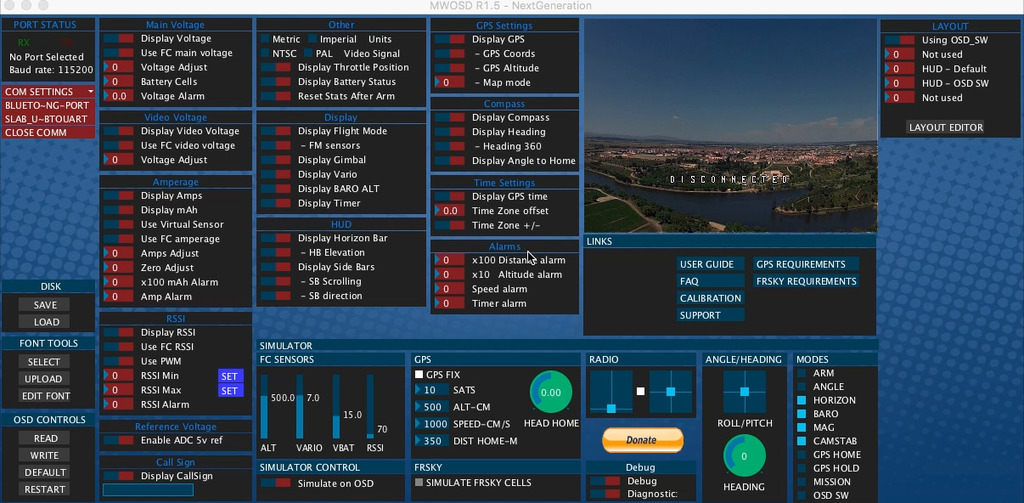 MWOSD R1.5 - NextGeneration
PORT STATUS
RX
No Port Selected
Baud rate: 115200
COM SETTINGS
BLUETO~NG-PORT
SLAB_U~BTOUART
CLOSE COMM
DISK
SAVE
LOAD
FONT TOOLS
SELECT
UPLOAD
EDIT FONT
OSD CONTROLS
READ
WRITE
DEFAULT
RESTART
Main Voltage
Display Voltage
Use FC main voltage
0 Voltage Adjust
0 Battery Cells
0.0 Voltage Alarm
Video Voltage
Display Video Voltage
Use FC video voltage
0 Voltage Adjust
Amperage
Display Amps
Display mAh
Use Virtual Sensor
Use FC amperage
0 Amps Adjust
0 Zero Adjust
0 x100 mAh Alarm
0 Amp Alarm
RSSI
Display RSSI
Use FC RSSI
Use PWM
0 RSSI Min SET
0 RSSI Max SET
0 RSSI Alarm
Reference Voltage
Enable ADC 5v ref
Call Sign
Display CallSign
Other
Metric Imperial Units
NTSC PAL Video Signal
Display Throttle Position
Display Battery Status
Reset Stats After Arm
Display
Display Flight Mode
- FM sensors
Display Gimbal
Display Vario
Display BARO ALT
Display Timer
HUD
Display Horizon Bar
- HB Elevation
Display Side Bars
- SB Scrolling
- SB direction
GPS Settings
Display GPS
- GPS Coords
- GPS Altitude
0 - Map mode
Compass
Display Compass
Display Heading
- Heading 360
Display Angle to Home
Time Settings
Display GPS time
0.0 Time Zone offset
Time Zone +/-
Alarms
0 x100 Distance alarm
0 x10 Altitude alarm
0 Speed alarm
0 Timer alarm
DISCONNECTED
LINKS
USER GUIDE GPS REQUIREMENTS
FAQ FRSKY REQUIREMENTS
CALIBRATION
SUPPORT
LAYOUT
Using OSD_SW
0 Not used
0 HUD - Default
0 HUD - OSD SW
0 Not used
LAYOUT EDITOR
SIMULATOR
FC SENSORS
500.0 7.0
15.0
70
ALT VARIO VBAT RSSI
SIMULATOR CONTROL
Simulate on OSD
GPS
GPS FIX
10 SATS
500 ALT-CM
1000 SPEED-CM/S
350 DIST HOME-M
0.00
HEAD HOME
FRSKY
SIMULATE FRSKY CELLS
RADIO
Donate
Debug
Debug
Diagnostic:
ANGLE/HEADING
ROLL/PITCH
0
HEADING
MODES
ARM
ANGLE
HORIZON
BARO
MAG
CAMSTAB
GPS HOME
GPS HOLD
MISSION
OSD SW